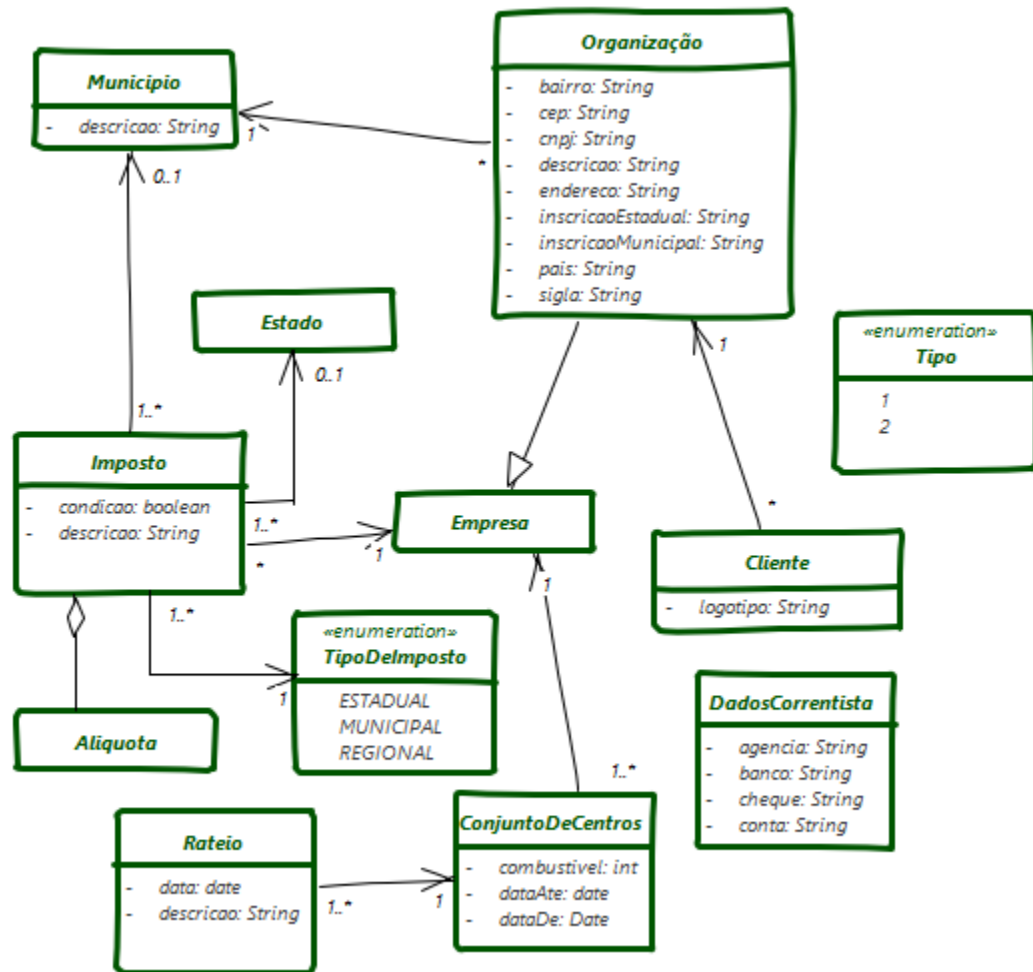 Organização
- bairro: String
- cep: String
- cnpj: String
- descricao: String
- endereco: String
- inscricaoEstadual: String
- inscricaoMunicipal: String
- pais: String
- sigla: String
Municipio
- descricao: String
1
*
0..1
Estado
0..1
«enumeration»
Tipo
1
2
1
1..*
Imposto
- condicao: boolean
- descricao: String
1..*
*
1
Empresa
1
*
Cliente
- logotipo: String
1..*
«enumeration»
TipoDeImposto
ESTADUAL
MUNICIPAL
REGIONAL
1
Aliquota
DadosCorrentista
- agencia: String
- banco: String
- cheque: String
- conta: String
1..*
ConjuntoDeCentros
- combustivel: int
- dataAte: date
- dataDe: Date
Rateio
- data: date
- descricao: String
1..*
1